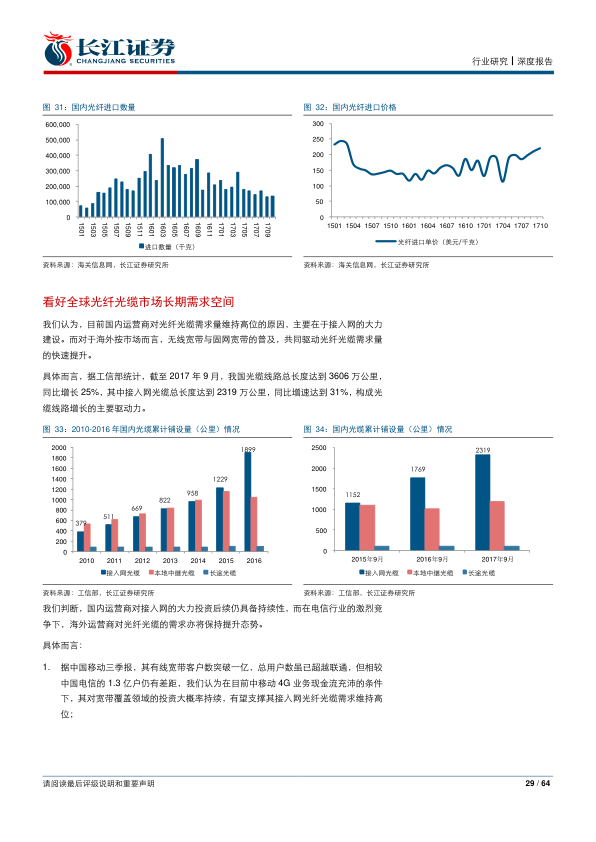 长江证券
CHANGJIANG SECURITIES
行业研究┃深度报告
图 31：国内光纤进口数量
600,000
500,000
400,000
300,000
200,000
100,000
0
1501 1503 1505 1507 1509 1511 1601 1603 1605 1607 1609 1611 1701 1703 1705 1707 1709
进口数量（千克）
资料来源：海关信息网，长江证券研究所
图 32：国内光纤进口价格
300
250
200
150
100
50
0
1501 1504 1507 1510 1601 1604 1607 1610 1701 1704 1707 1710
光纤进口单价（美元/千克）
资料来源：海关信息网，长江证券研究所
看好全球光纤光缆市场长期需求空间
我们认为，目前国内运营商对光纤光缆需求量维持高位的原因，主要在于接入网的大力
建设。而对于海外按市场而言，无线宽带与固网宽带的普及，共同驱动光纤光缆需求量
的快速提升。
具体而言，据工信部统计，截至 2017 年 9 月，我国光缆线路总长度达到 3606 万公里，
同比增长 25%，其中接入网光缆总长度达到 2319 万公里，同比增速达到 31%，构成光
缆线路增长的主要驱动力。
图 33：2010-2016 年国内光缆累计铺设量（公里）情况
2000
1800
1600
1400
1200
1000
800
600
400
200
0
379 511 669 822 958 1229 1899
2010 2011 2012 2013 2014 2015 2016
接入网光缆 本地中继光缆 长途光缆
资料来源：工信部，长江证券研究所
图 34：国内光缆累计铺设量（公里）情况
2500
2000
1500
1000
500
0
1152 1769 2319
2015年9月 2016年9月 2017年9月
接入网光缆 本地中继光缆 长途光缆
资料来源：工信部，长江证券研究所
我们判断，国内运营商对接入网的大力投资后续仍具备持续性，而在电信行业的激烈竞
争下，海外运营商对光纤光缆的需求亦将保持提升态势。
具体而言：
1. 据中国移动三季报，其有线宽带客户数突破一亿，总用户数虽已超越联通，但相较
中国电信的 1.3 亿户仍有差距，我们认为在目前中移动 4G 业务现金流充沛的条件
下，其对宽带覆盖领域的投资大概率持续，有望支撑其接入网光纤光缆需求维持高
位；
请阅读最后评级说明和重要声明
29 / 64